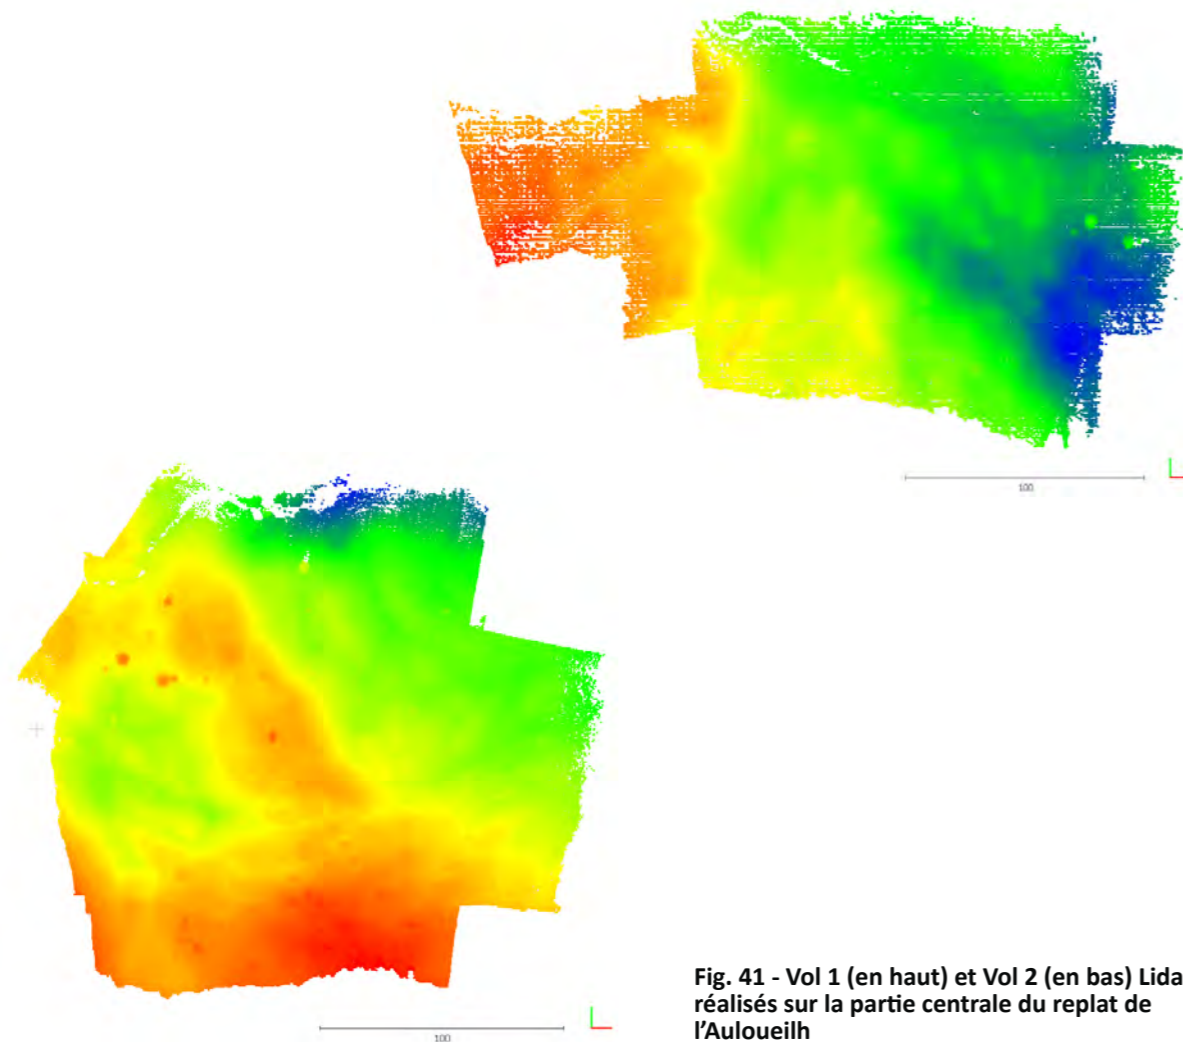 100
100
Fig. 41 - Vol 1 (en haut) et Vol 2 (en bas) Lida
réalisés sur la partie centrale du replat de
l'Auloueilh